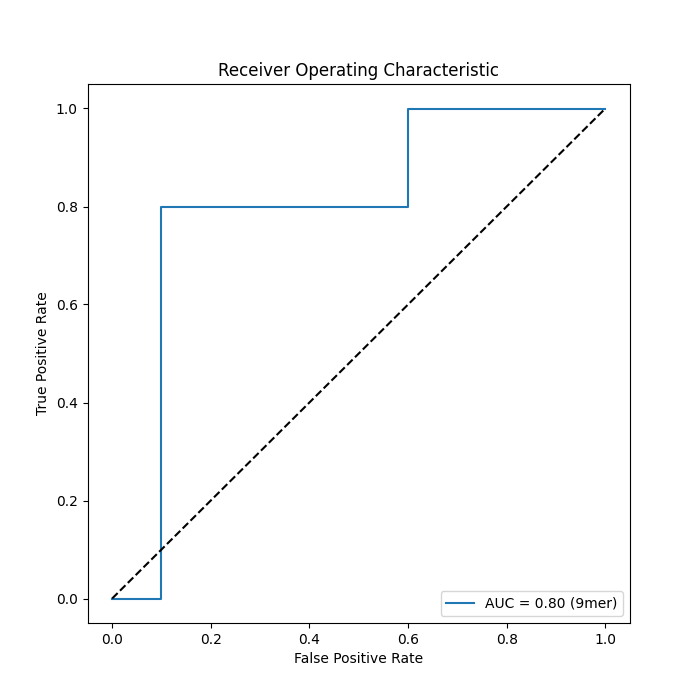 Receiver Operating Characteristic
1.0
0.8
0.6
0.4
0.2
0.0
True Positive Rate
AUC = 0.80 (9mer)
0.0 0.2 0.4 0.6 0.8 1.0
False Positive Rate